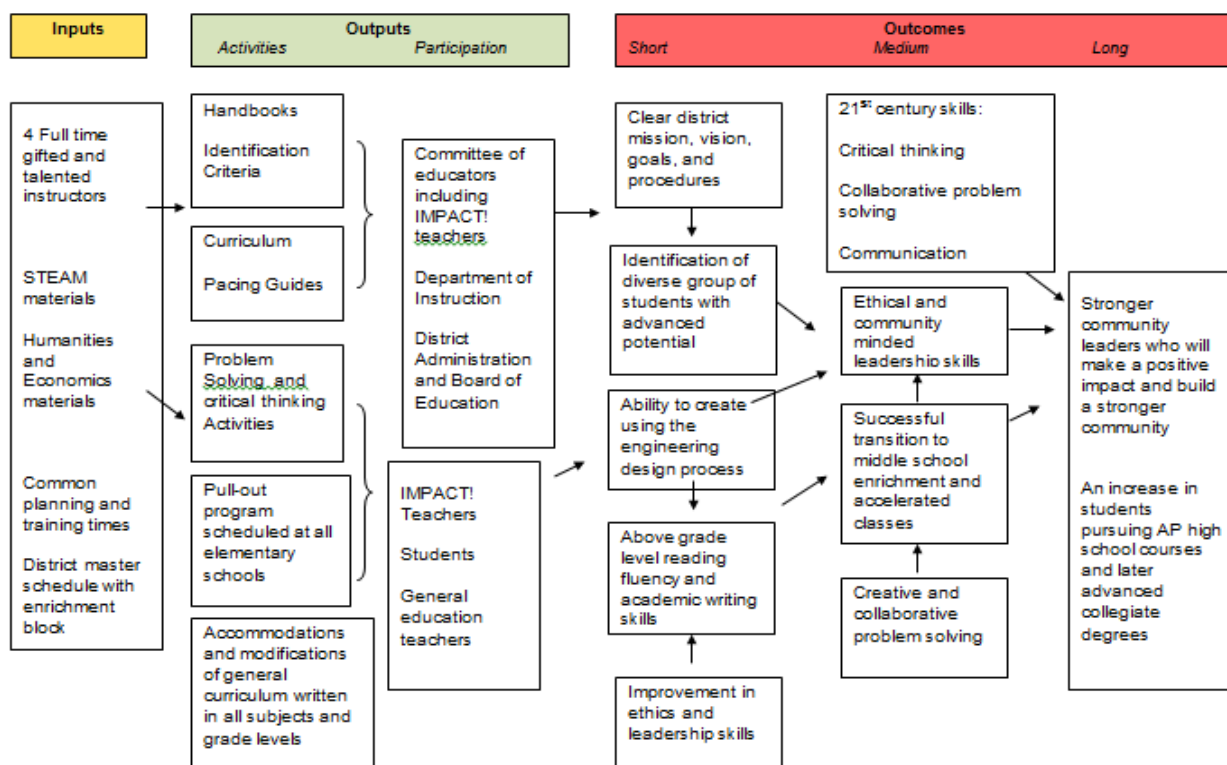 Inputs
Outputs
Activities
Participation
Outcomes
Short
Medium
Long
4 Full time
gifted and
talented
instructors
STEAM
materials
Humanities
and
Economics
materials
Common
planning and
training times
District master
schedule with
enrichment
block
Handbooks
Identification
Criteria
Curriculum
Pacing Guides
Problem
Solving and
critical thinking
Activities
Pull-out
program
scheduled at all
elementary
schools
Accommodations
and modifications
of general
curriculum written
in all subjects and
grade levels
Committee of
educators
including
IMPACT!
teachers
Department of
Instruction
District
Administration
and Board of
Education
IMPACT!
Teachers
Students
General
education
teachers
Clear district
mission, vision,
goals, and
procedures
Identification of
diverse group of
students with
advanced
potential
Ability to create
using the
engineering
design process
Above grade
level reading
fluency and
academic writing
skills
Improvement in
ethics and
leadership skills
21st century skills:
Critical thinking
Collaborative problem
solving
Communication
Ethical and
community
minded
leadership skills
Successful
transition to
middle school
enrichment and
accelerated
classes
Creative and
collaborative
problem solving
Stronger
community
leaders who will
make a positive
impact and build
a stronger
community
An increase in
students
pursuing AP high
school courses
and later
advanced
collegiate
degrees